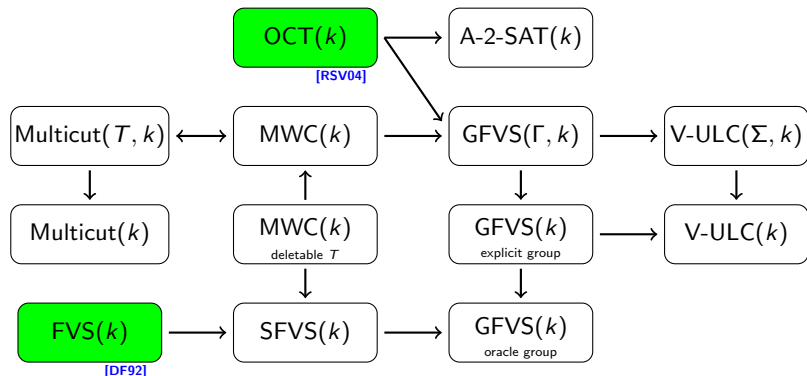 OCT(k)
A-2-SAT(k)
[RSV04]
Multicut(T, k)
MWC(k)
GFVS(Γ, k)
V-ULC(Σ, k)
Multicut(k)
MWC(k)
deletable T
GFVS(k)
explicit group
V-ULC(k)
FVS(k)
[DF92]
SFVS(k)
GFVS(k)
oracle group